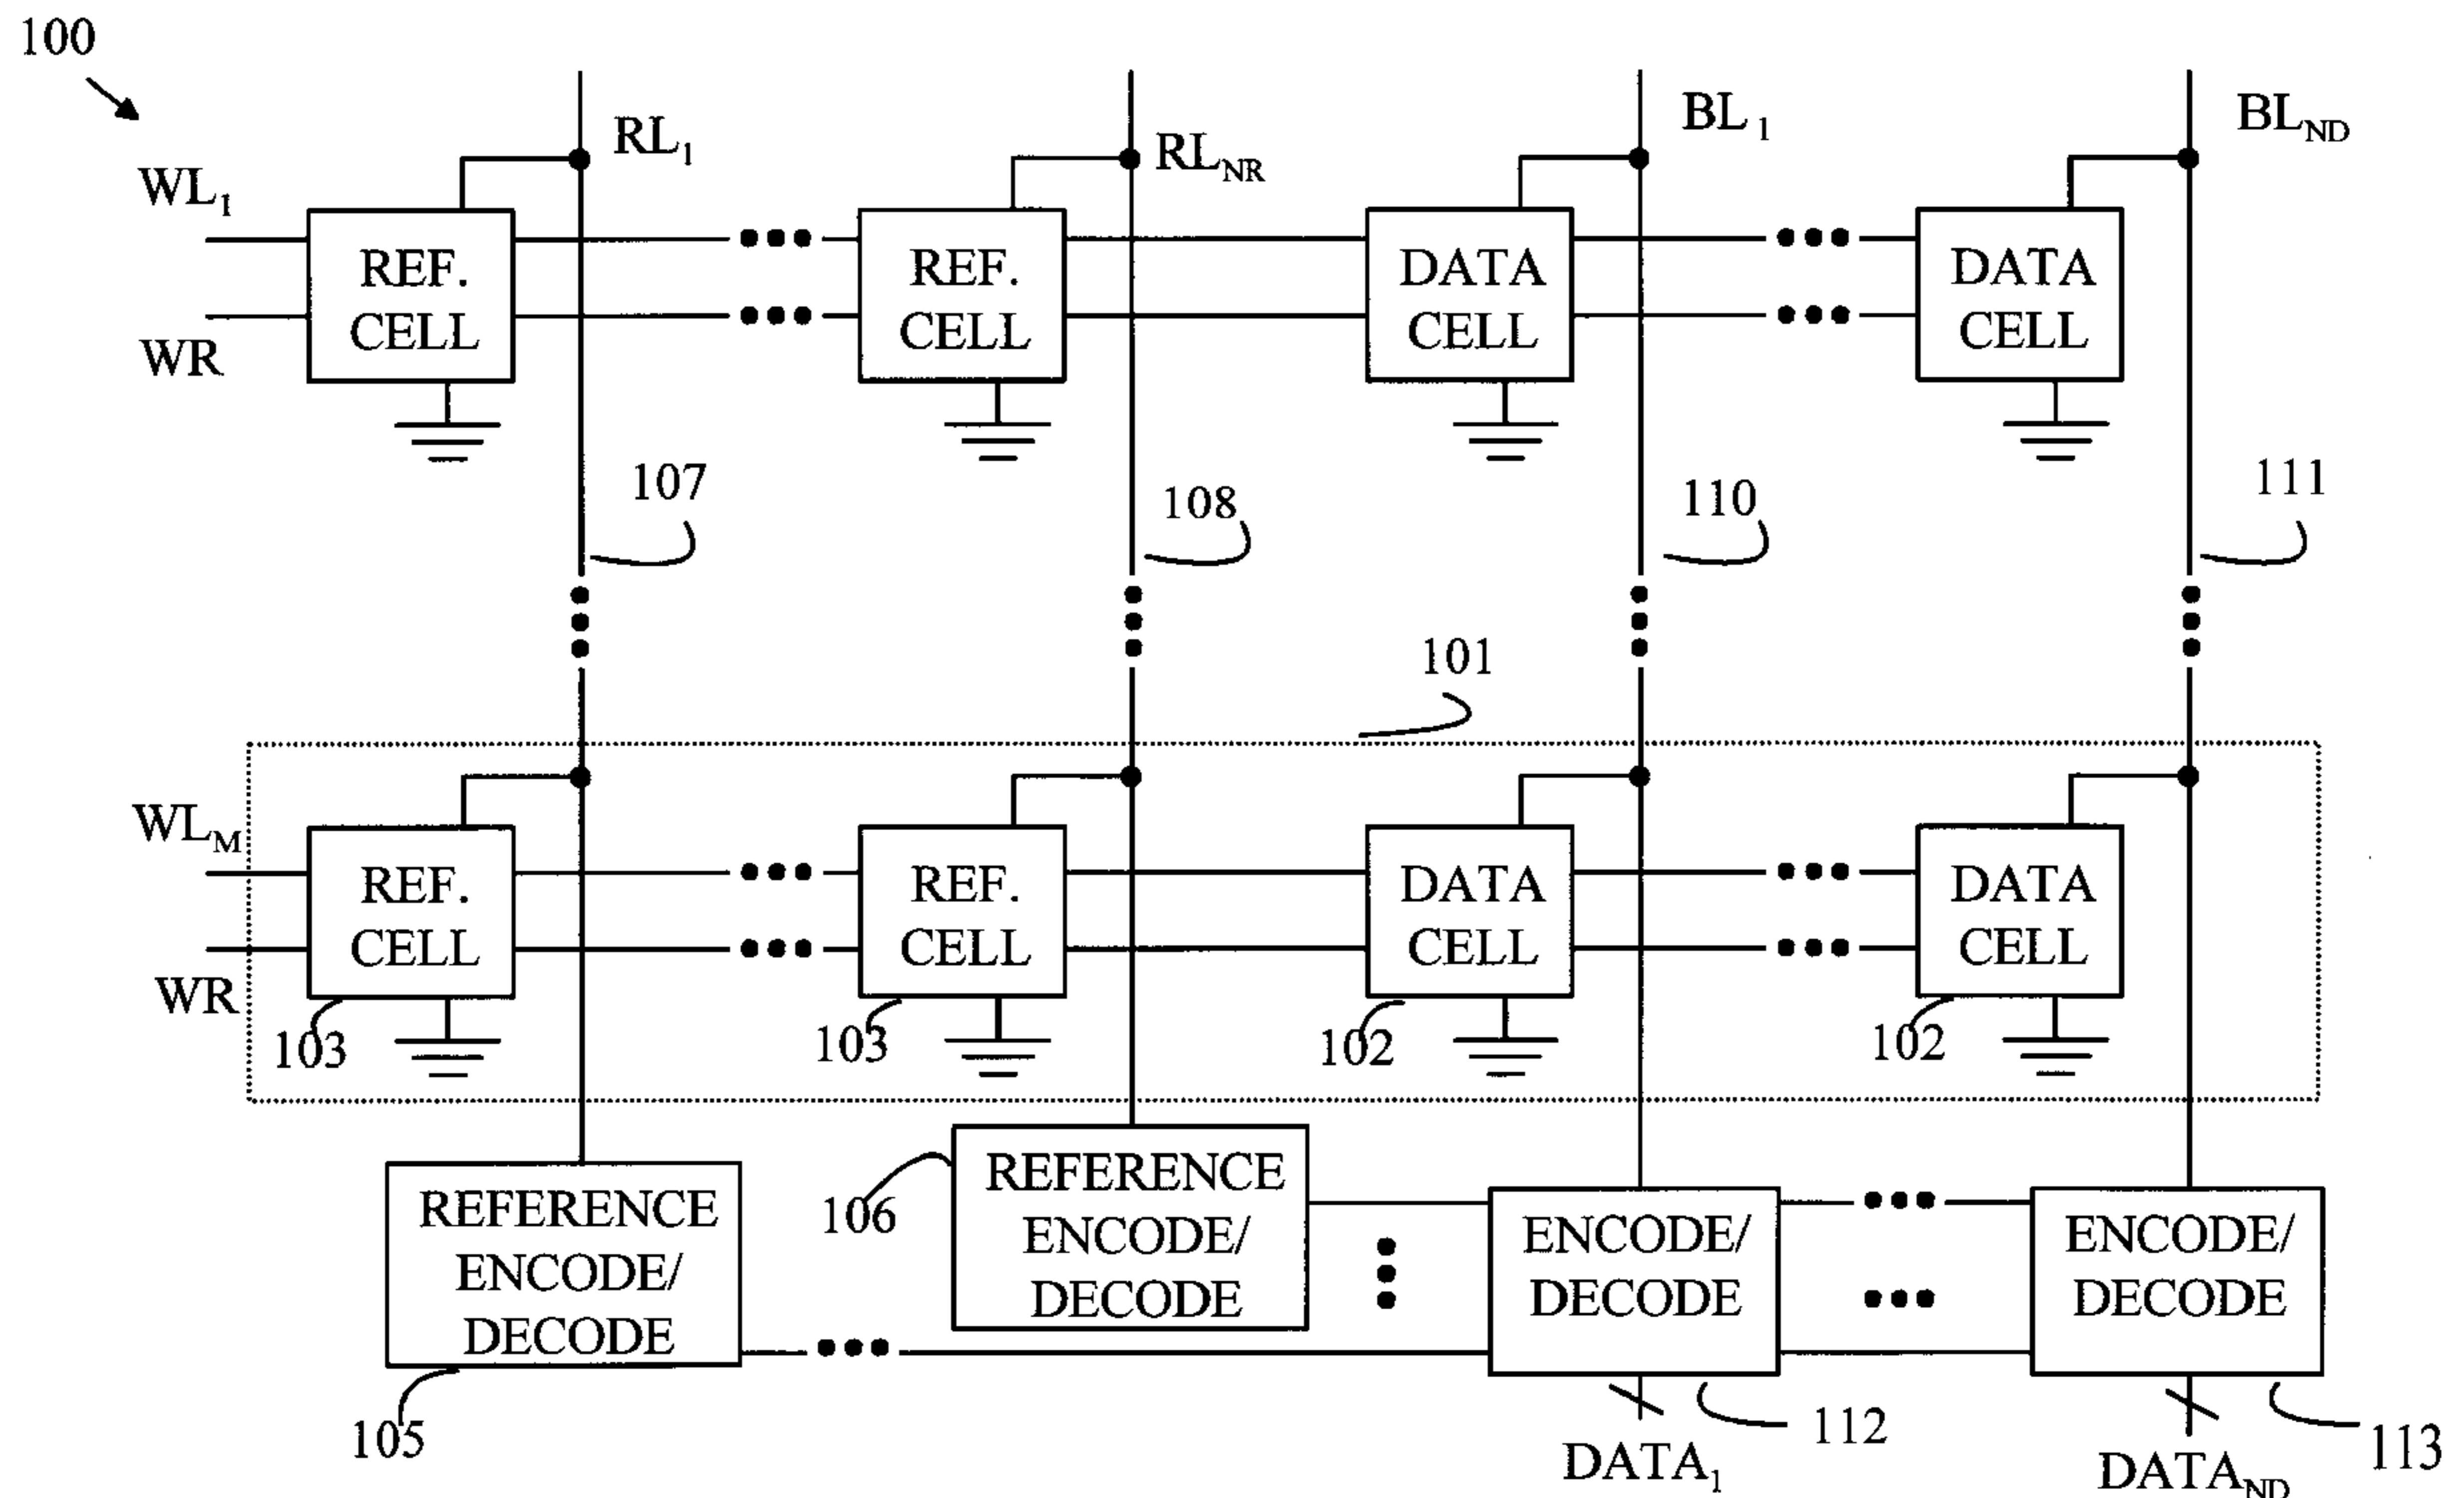 100
RL1
RLNR
BL1
BLND
WL1
WR
REF.
CELL
REF.
CELL
DATA
CELL
DATA
CELL
107
108
110
111
101
WLM
WR
REF.
CELL
REF.
CELL
DATA
CELL
DATA
CELL
103
103
102
102
REFERENCE
ENCODE/
DECODE
105
REFERENCE
ENCODE/
DECODE
106
ENCODE/
DECODE
ENCODE/
DECODE
112
113
DATA1
DATAND